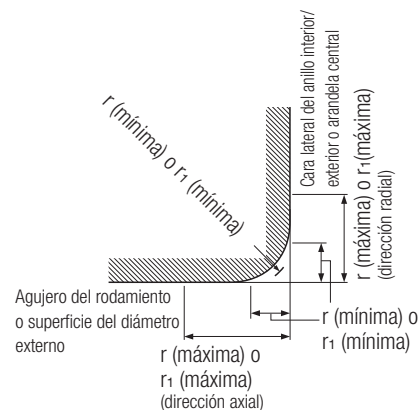 r (mínima) o r₁ (mínima)
Cara lateral del anillo interior/
exterior o arandela central
r (máxima) o r₁(máxima)
(dirección radial)
Agujero del rodamiento
o superficie del diámetro
externo
r (mínima) o
r₁ (mínima)
r (máxima) o
r₁ (máxima)
(dirección axial)